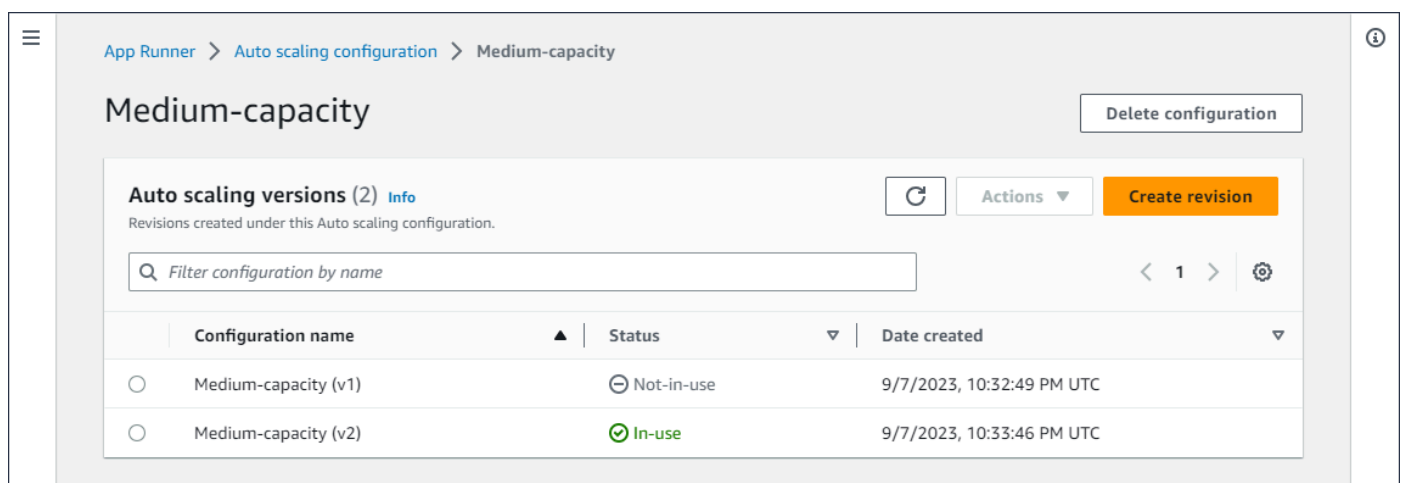 App Runner > Auto scaling configuration > Medium-capacity
Medium-capacity
Delete configuration
Auto scaling versions (2) Info
Actions
Create revision
Revisions created under this Auto scaling configuration.
Filter configuration by name
1
Configuration name Status Date created
Medium-capacity (v1) Not-in-use 9/7/2023, 10:32:49 PM UTC
Medium-capacity (v2) In-use 9/7/2023, 10:33:46 PM UTC